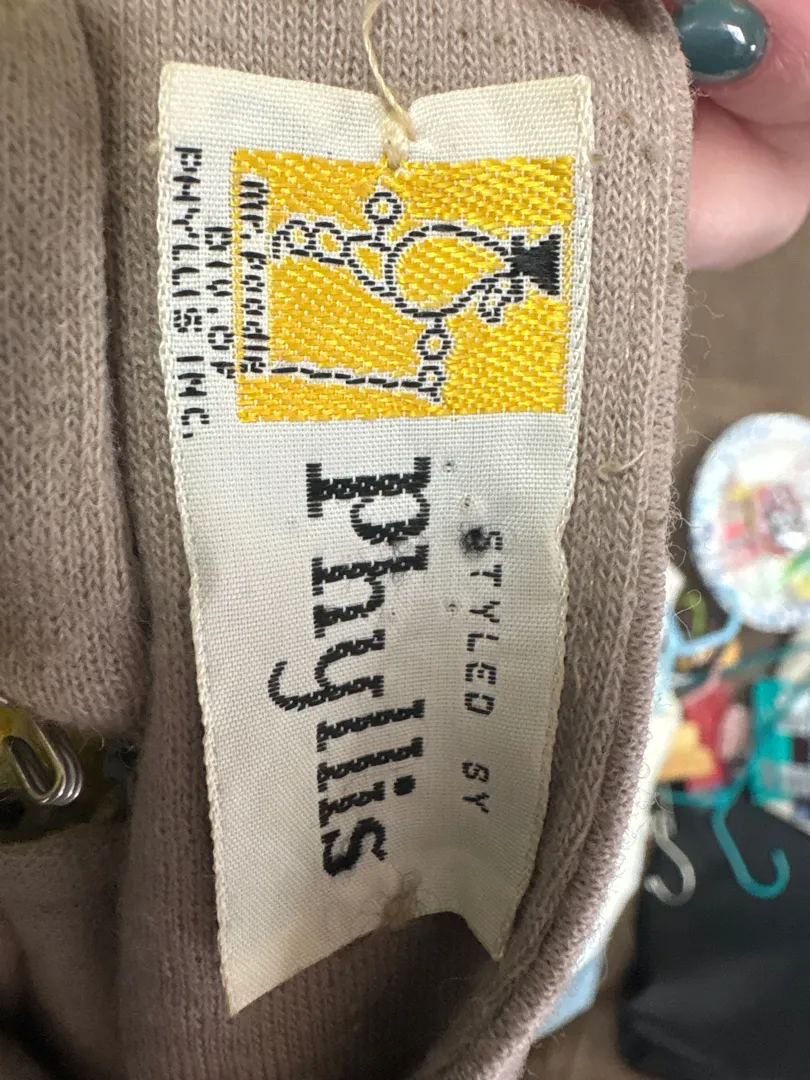 mr. Poodle
DIV. OF
PHYLLIS INC.
STYLED BY
Phyllis